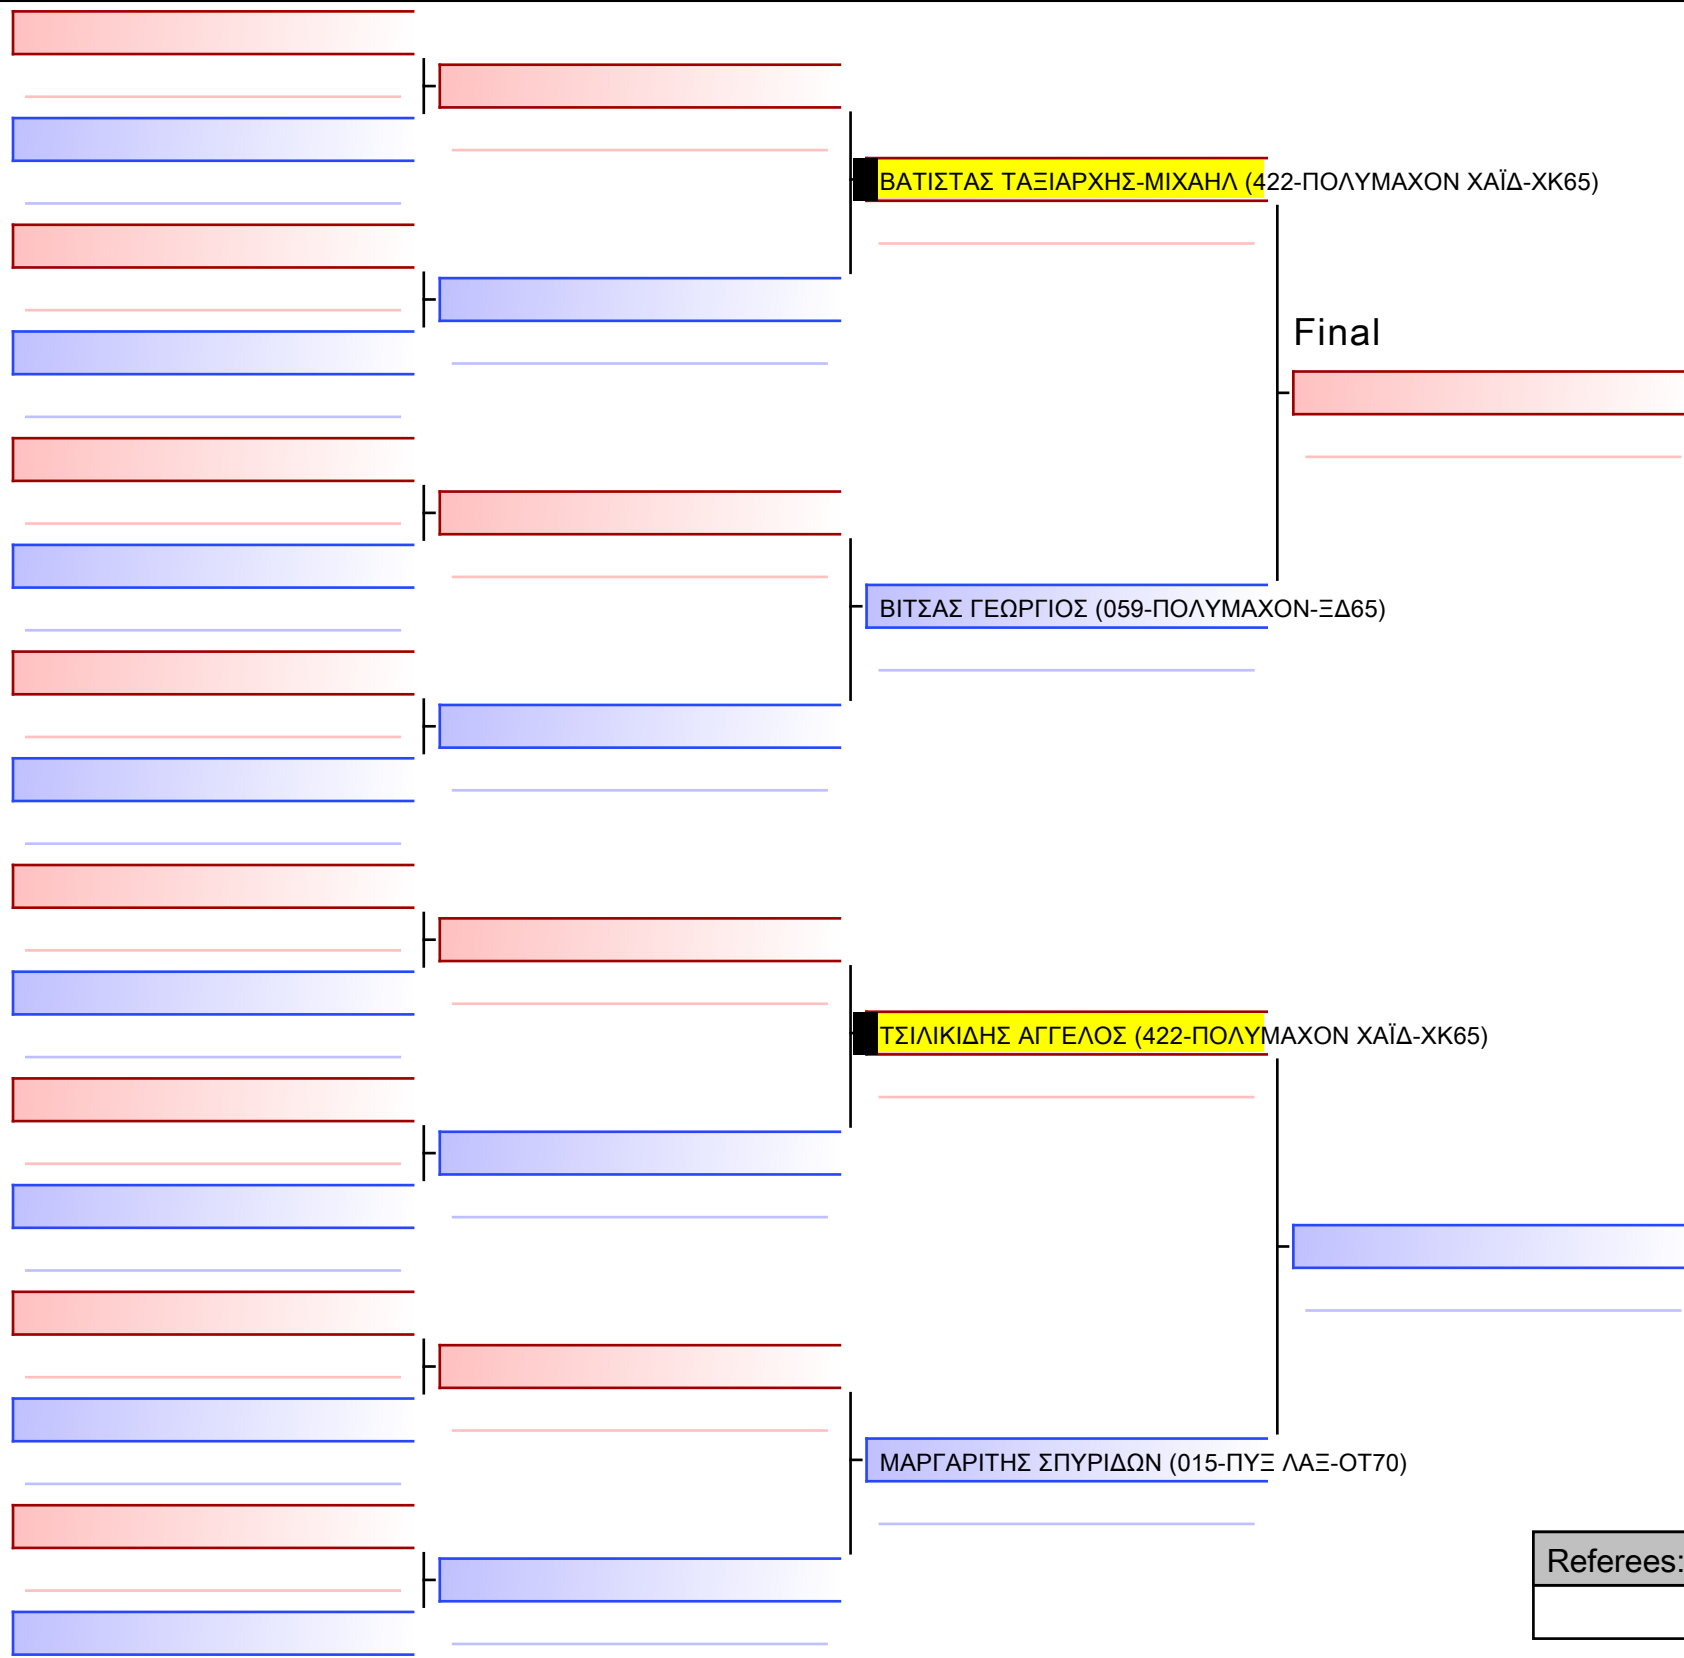 ΒΑΤΙΣΤΑΣ ΤΑΞΙΑΡΧΗΣ-ΜΙΧΑΗΛ (422-ΠΟΛΥΜΑΧΟΝ ΧΑΪΔ-ΧΚ65)
Final
ΒΙΤΣΑΣ ΓΕΩΡΓΙΟΣ (059-ΠΟΛΥΜΑΧΟΝ-ΞΔ65)
ΤΣΙΛΙΚΙΔΗΣ ΑΓΓΕΛΟΣ (422-ΠΟΛΥΜΑΧΟΝ ΧΑΪΔ-ΧΚ65)
ΜΑΡΓΑΡΙΤΗΣ ΣΠΥΡΙΔΩΝ (015-ΠΥΞ ΛΑΞ-ΟΤ70)
Referees: